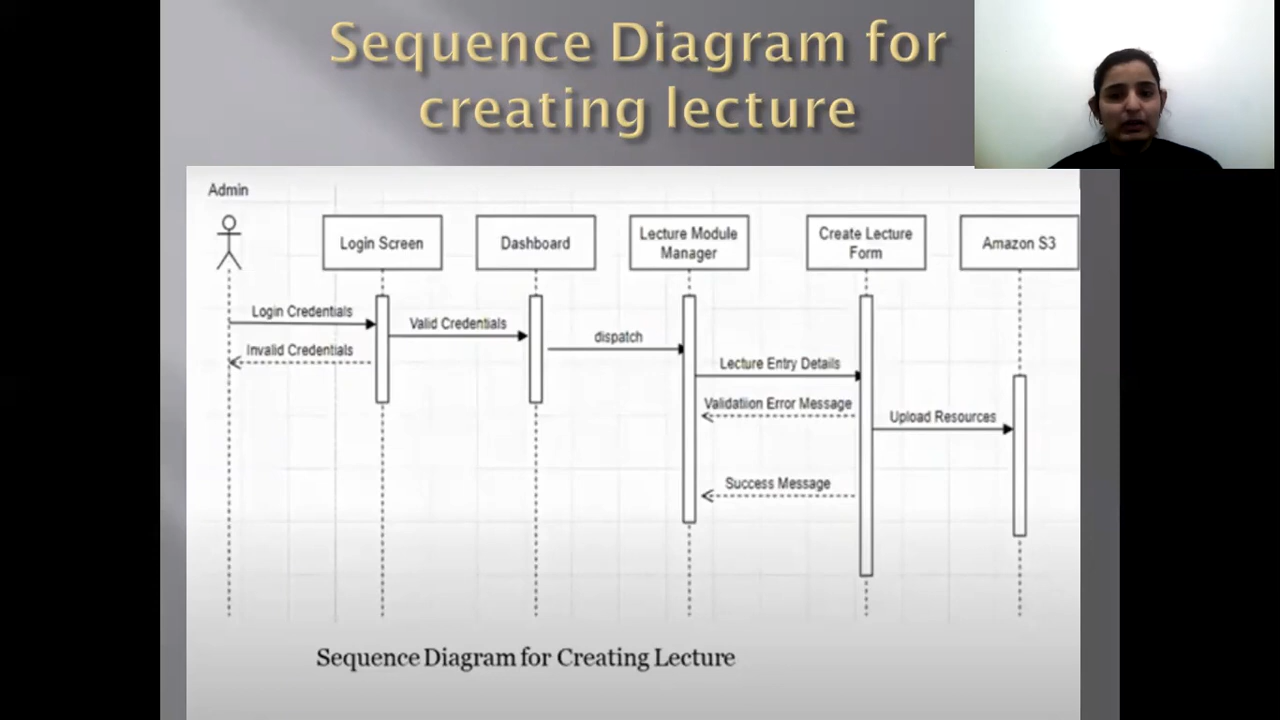 Sequence Diagram for
creating lecture
Admin
Login Screen
Dashboard
Lecture Module
Manager
Create Lecture
Form
Amazon S3
Login Credentials
Valid Credentials
dispatch
Invalid Credentials
Lecture Entry Details
Validatiion Error Message
Upload Resources
Success Message
Sequence Diagram for Creating Lecture